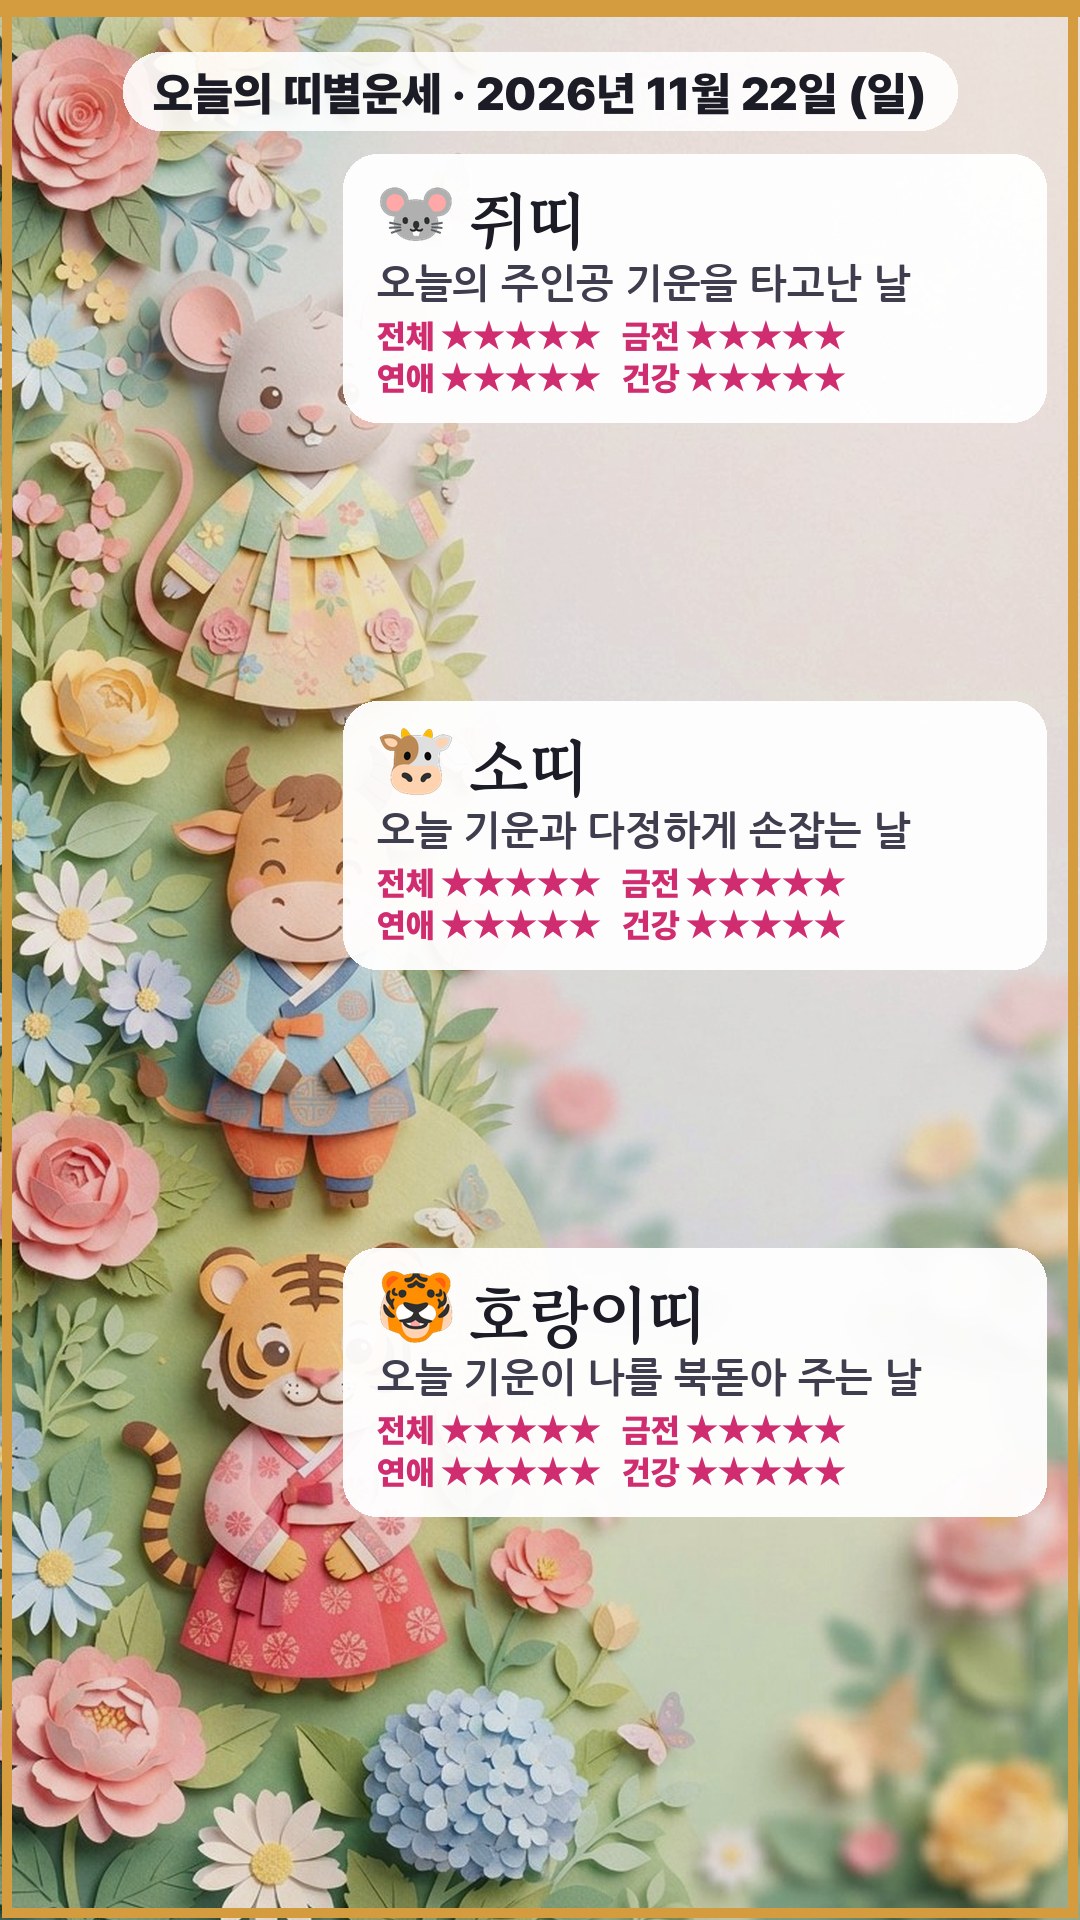 오늘의 띠별운세 · 2026년 11월 22일 (일)
쥐띠
오늘의 주인공 기운을 타고난 날
전체 ★★★★★ 금전 ★★★★★
연애 ★★★★★ 건강 ★★★★★
소띠
오늘 기운과 다정하게 손잡는 날
전체 ★★★★★ 금전 ★★★★★
연애 ★★★★★ 건강 ★★★★★
호랑이띠
오늘 기운이 나를 북돋아 주는 날
전체 ★★★★★ 금전 ★★★★★
연애 ★★★★★ 건강 ★★★★★